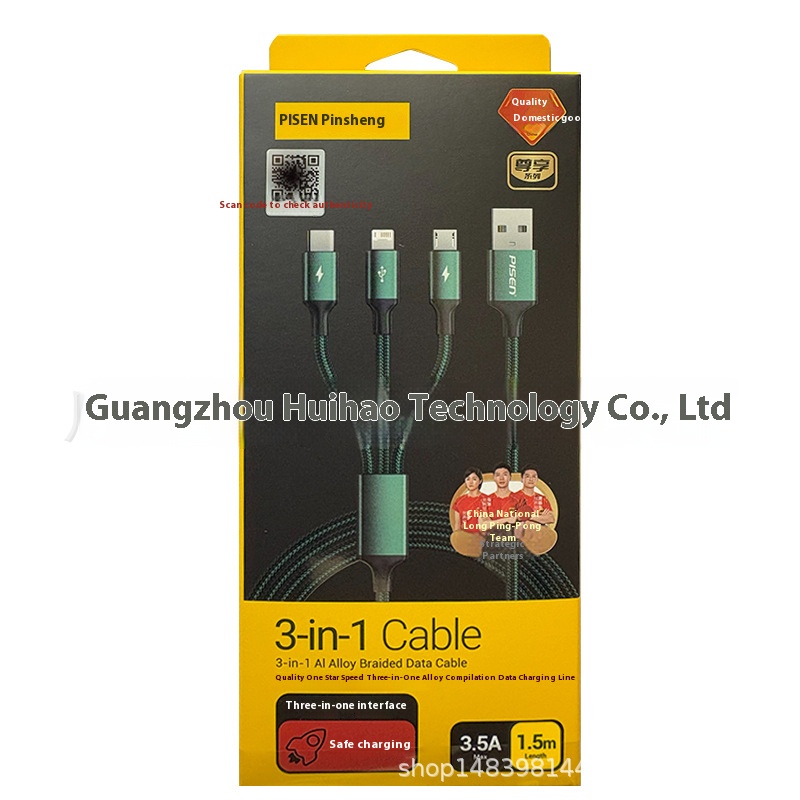 PISEN Pinsheng
Quality
Domestic goo
尊享
系列
Scan code to check authenticity
PISEN
Guangzhou Huihao Technology Co., Ltd
China National
Long Ping-Pong
Team
Strategic
Partners
3-in-1 Cable
3-in-1 Al Alloy Braided Data Cable
Quality One Star Speed Three-in-One Alloy Compilation Data Charging Line
Three-in-one interface
Safe charging
3.5A
Max
1.5m
Length
shop148398144